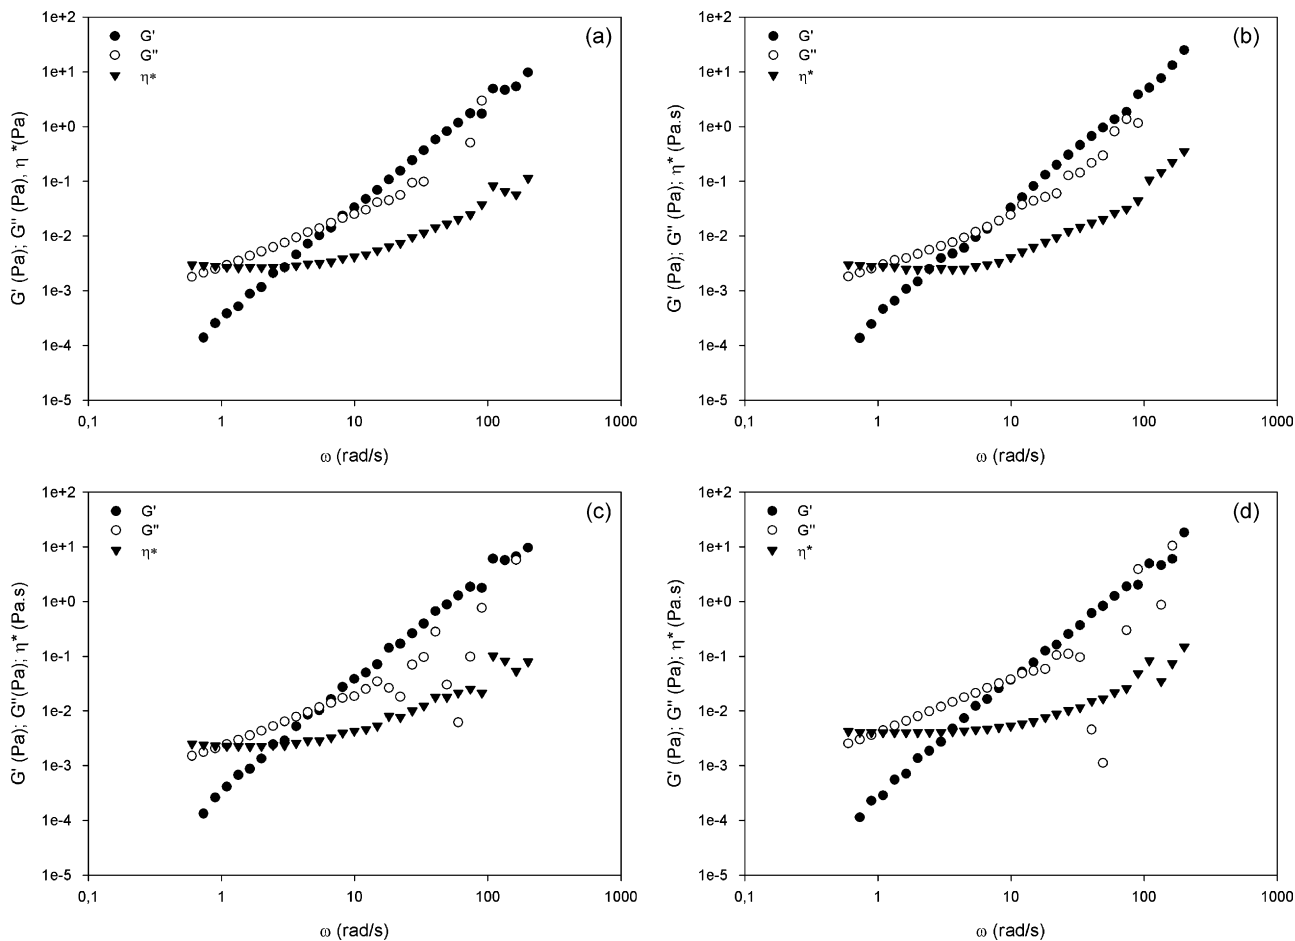 (a)
G'
G''
η*
1e+2
1e+1
1e+0
1e-1
1e-2
1e-3
1e-4
1e-5
0,1 1 10 100 1000
G' (Pa); G'' (Pa), η *(Pa)
ω (rad/s)
(b)
G'
G''
η*
1e+2
1e+1
1e+0
1e-1
1e-2
1e-3
1e-4
1e-5
0,1 1 10 100 1000
G' (Pa); G'' (Pa); η* (Pa.s)
ω (rad/s)
(c)
G'
G''
η*
1e+2
1e+1
1e+0
1e-1
1e-2
1e-3
1e-4
1e-5
0,1 1 10 100 1000
G' (Pa); G''(Pa); η* (Pa.s)
ω (rad/s)
(d)
G'
G''
η*
1e+2
1e+1
1e+0
1e-1
1e-2
1e-3
1e-4
1e-5
0,1 1 10 100 1000
G' (Pa); G'' (Pa); η* (Pa.s)
ω (rad/s)